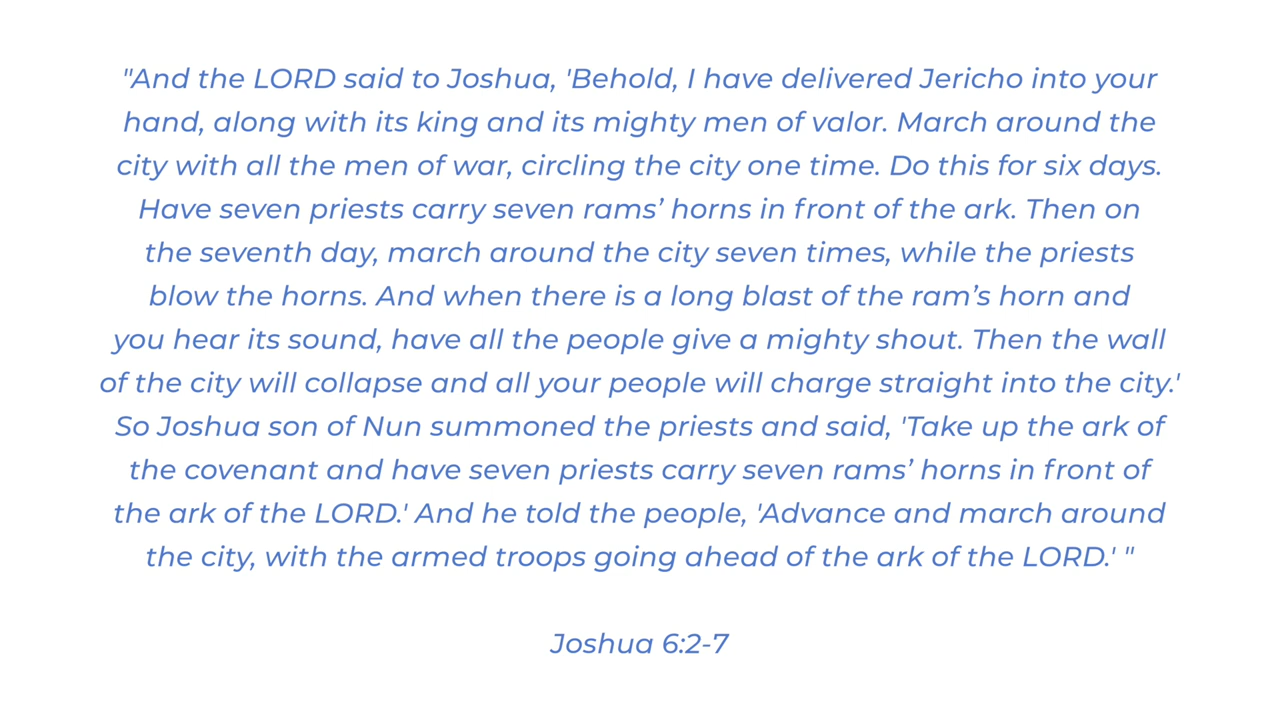 "And the LORD said to Joshua, 'Behold, I have delivered Jericho into your
hand, along with its king and its mighty men of valor. March around the
city with all the men of war, circling the city one time. Do this for six days.
Have seven priests carry seven rams’ horns in front of the ark. Then on
the seventh day, march around the city seven times, while the priests
blow the horns. And when there is a long blast of the ram’s horn and
you hear its sound, have all the people give a mighty shout. Then the wall
of the city will collapse and all your people will charge straight into the city.'
So Joshua son of Nun summoned the priests and said, 'Take up the ark of
the covenant and have seven priests carry seven rams’ horns in front of
the ark of the LORD.' And he told the people, 'Advance and march around
the city, with the armed troops going ahead of the ark of the LORD.' "
Joshua 6:2-7